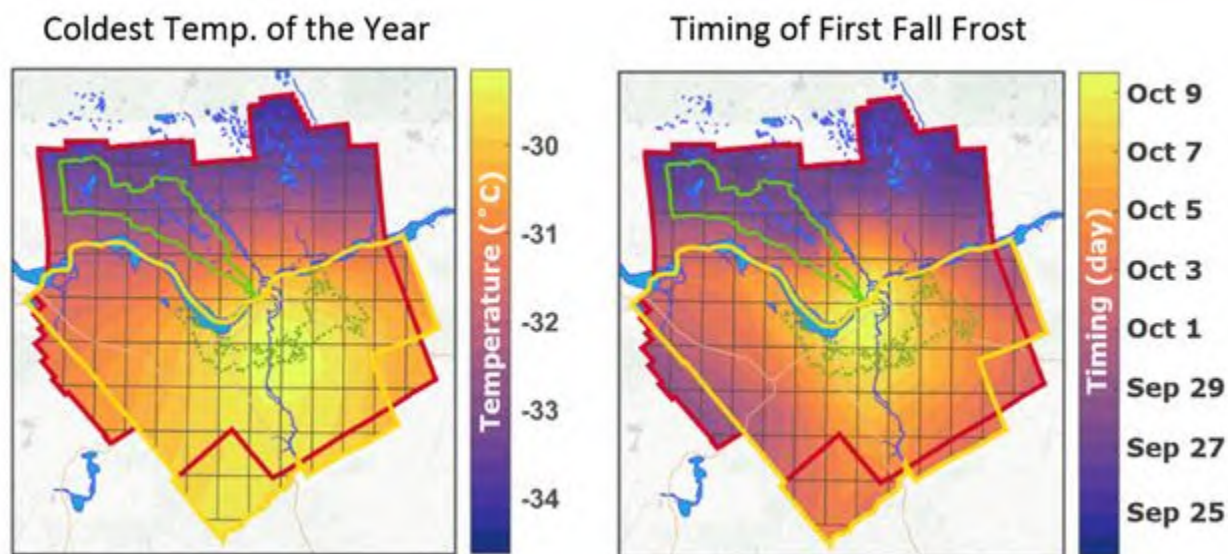 Coldest Temp. of the Year
Timing of First Fall Frost
-30
-31
-32
-33
-34
Temperature (°C)
Oct 9
Oct 7
Oct 5
Oct 3
Oct 1
Sep 29
Sep 27
Sep 25
Timing (day)